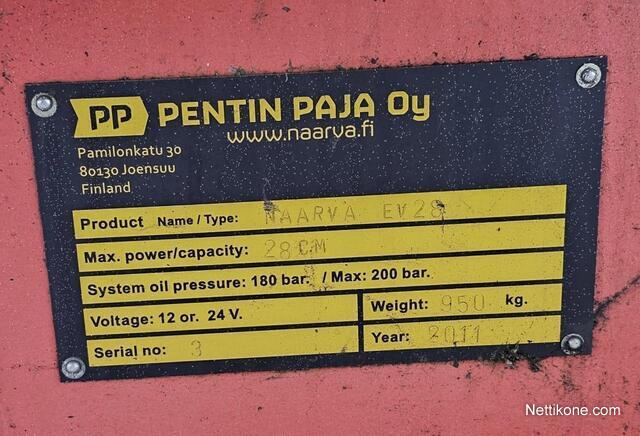 PP PENTIN PAJA Oy
www.naarva.fi
Pamilonkatu 30
80130 Joensuu
Finland
Product Name / Type: NAARVA EV28
Max. power/capacity: 28CM
System oil pressure: 180 bar. / Max: 200 bar.
Voltage: 12 or. 24 V.
Weight: 950 kg.
Serial no: 3
Year: 2011
Nettikone.com